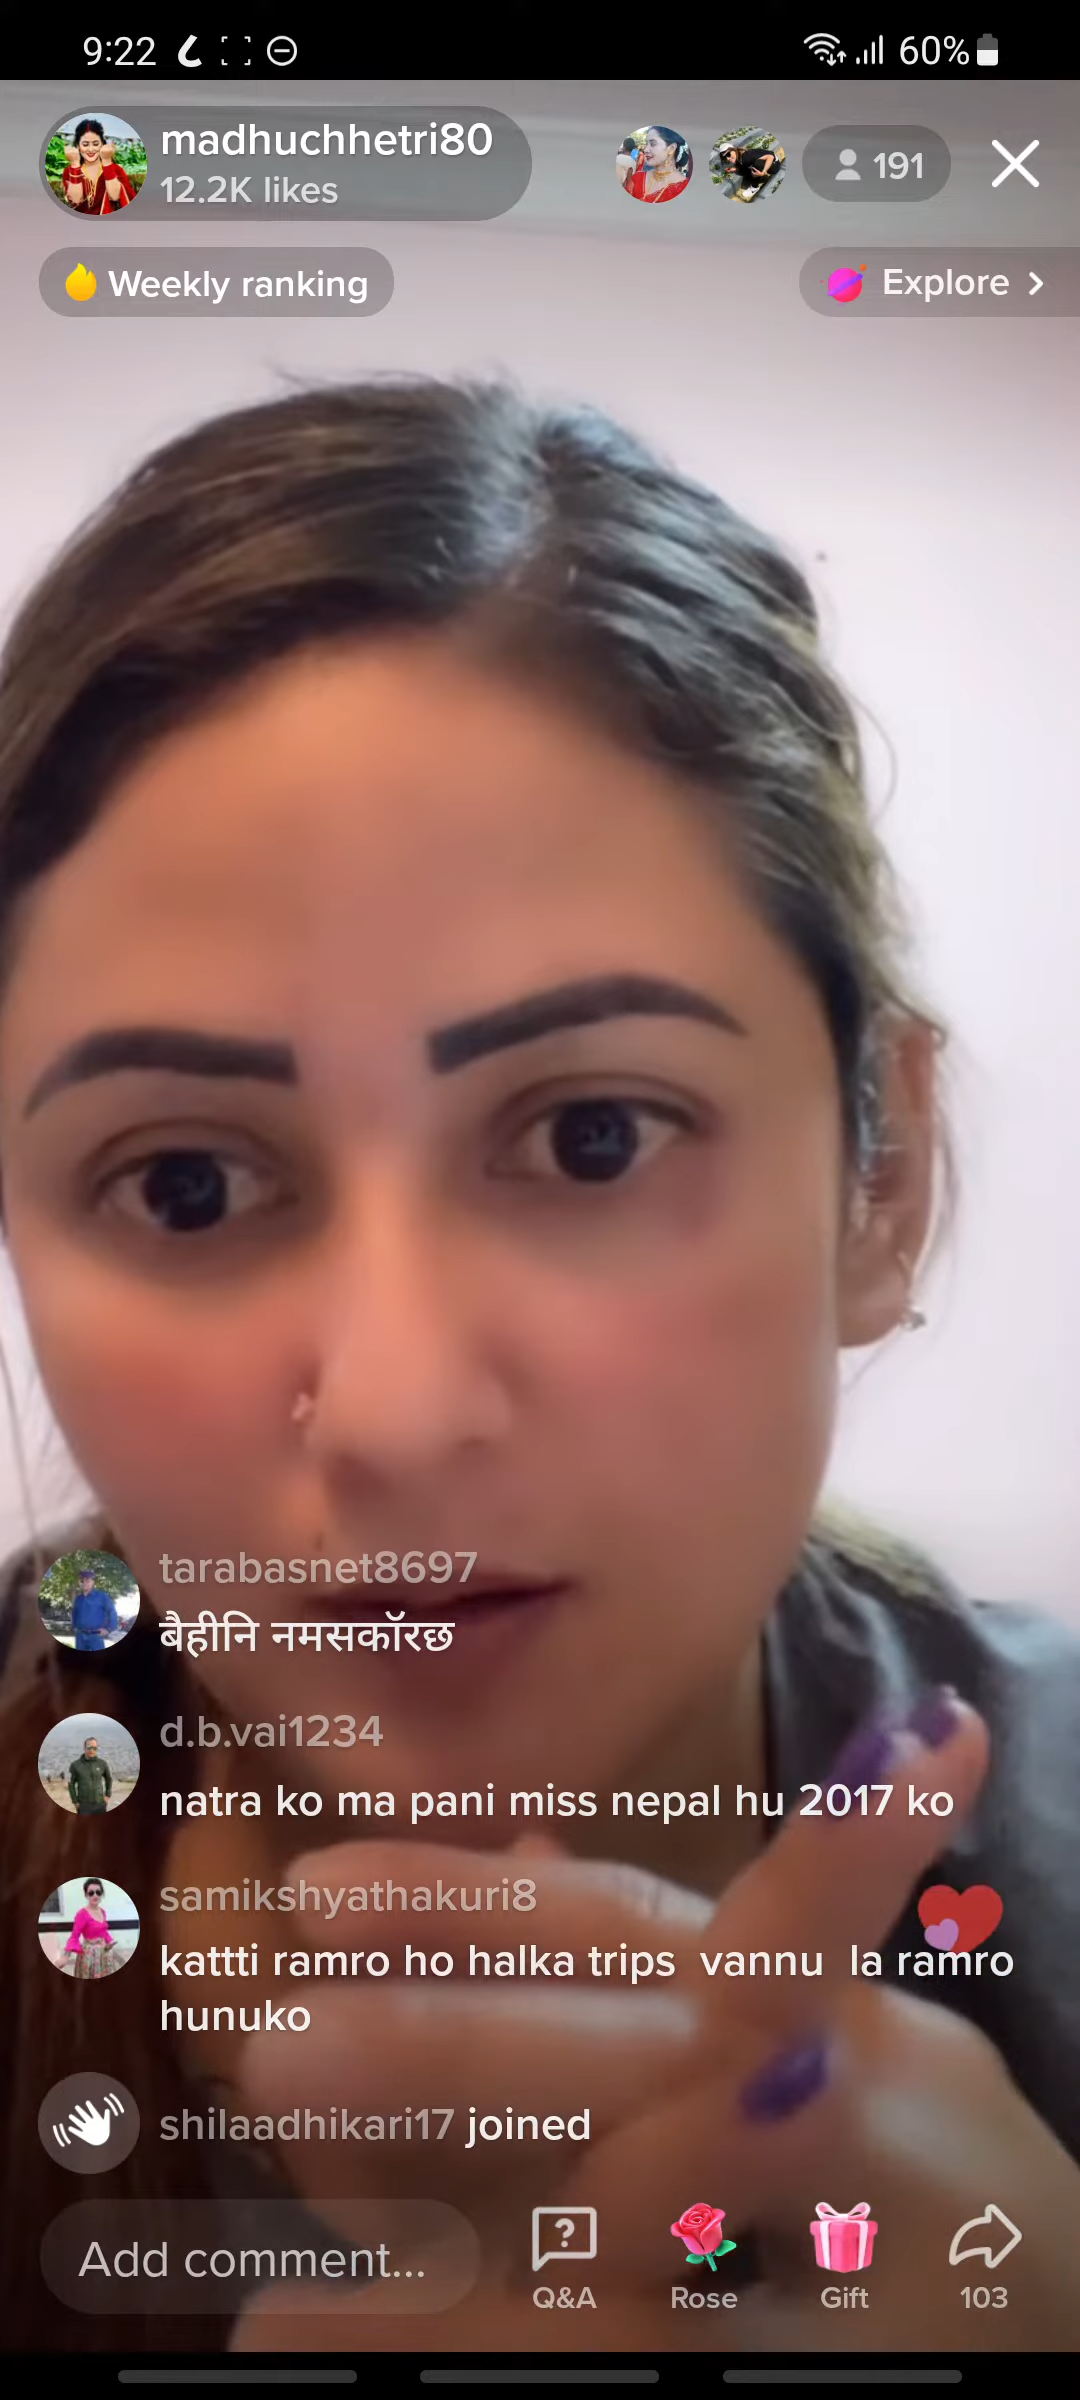 9:22
60%
madhuchhetri80
12.2K likes
191
Weekly ranking
Explore
tarabasnet8697
बैहीनि नमसकॉरछ
d.b.vai1234
natra ko ma pani miss nepal hu 2017 ko
samikshyathakuri8
kattti ramro ho halka trips vannu la ramro
hunuko
shilaadhikari17 joined
Add comment...
Q&A
Rose
Gift
103